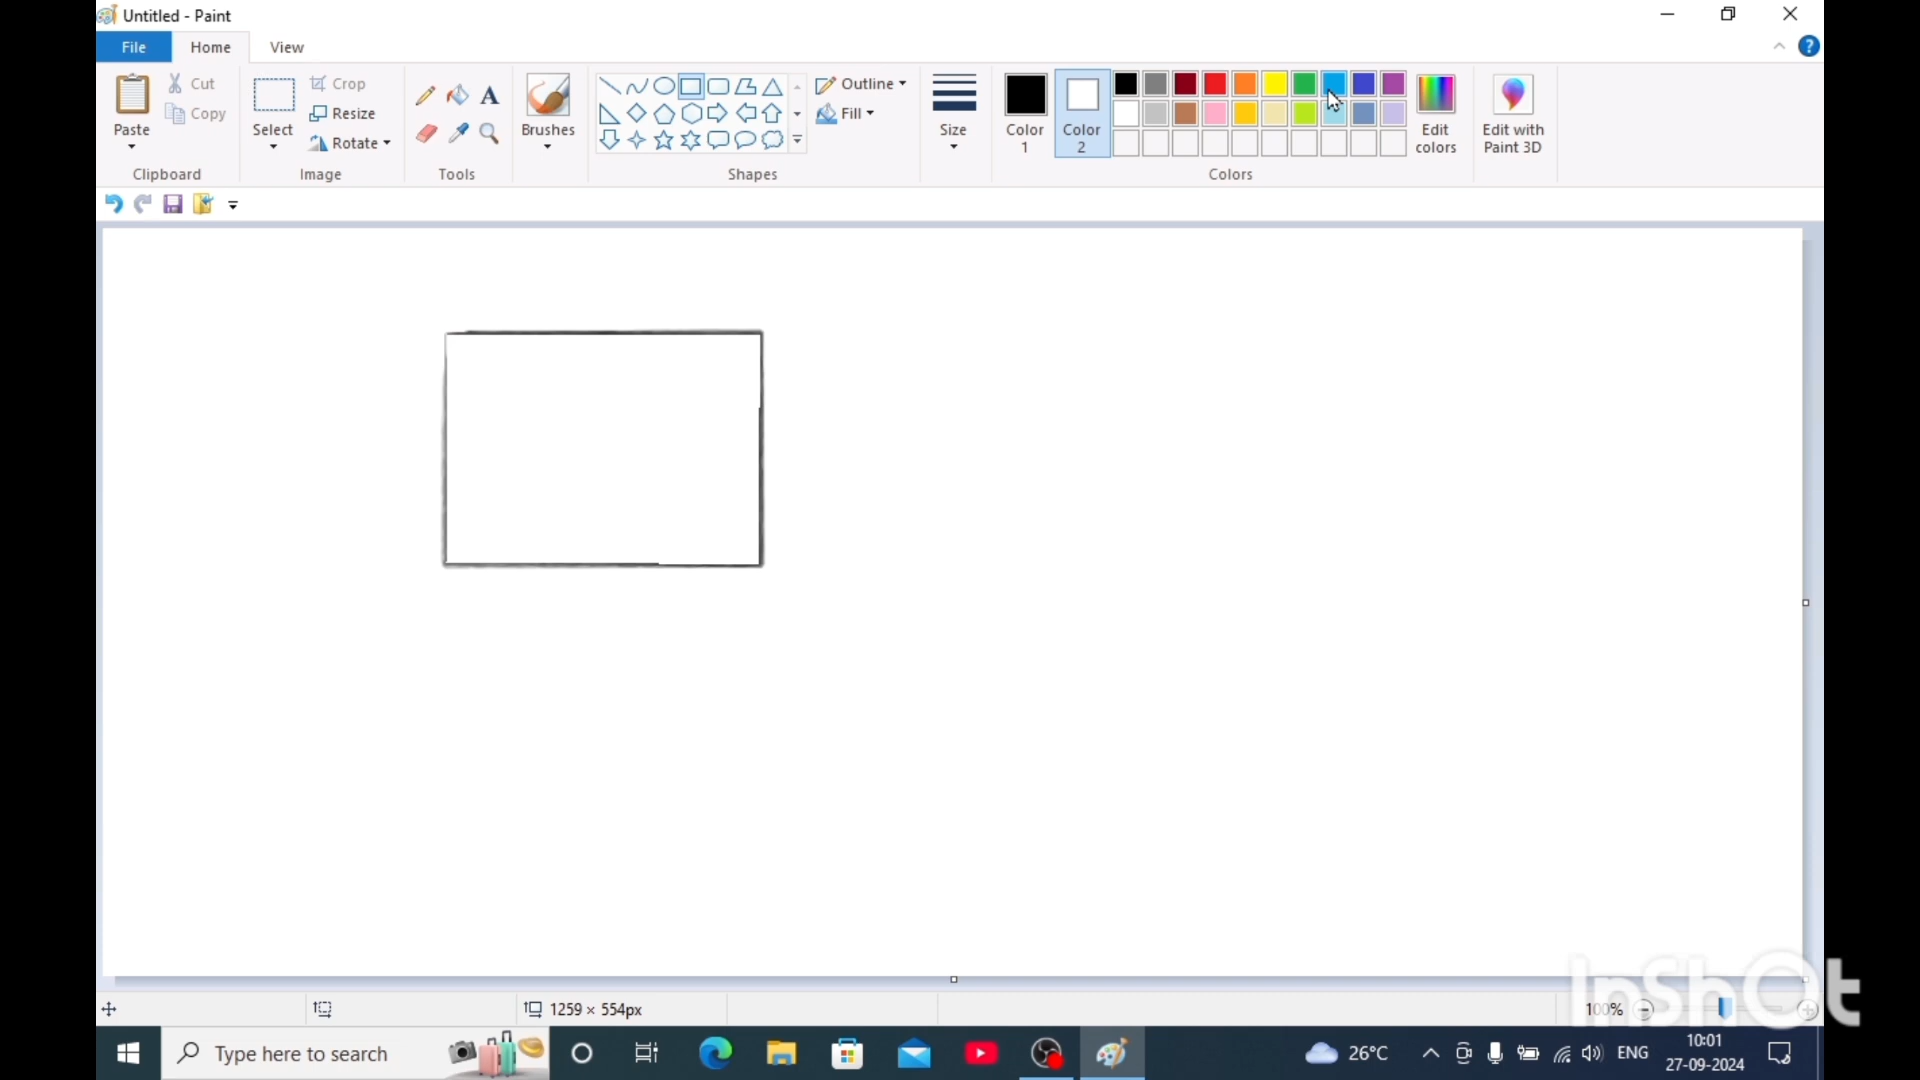 Untitled - Paint
File Home View
Paste Cut Copy Select Crop Resize Rotate Brushes Outline Fill Size Color 1 Color 2 Edit colors Edit with Paint 3D
Clipboard Image Tools Shapes Colors
1259 × 554px 100%
InShOt
Type here to search 26°C ENG 10:01
27-09-2024